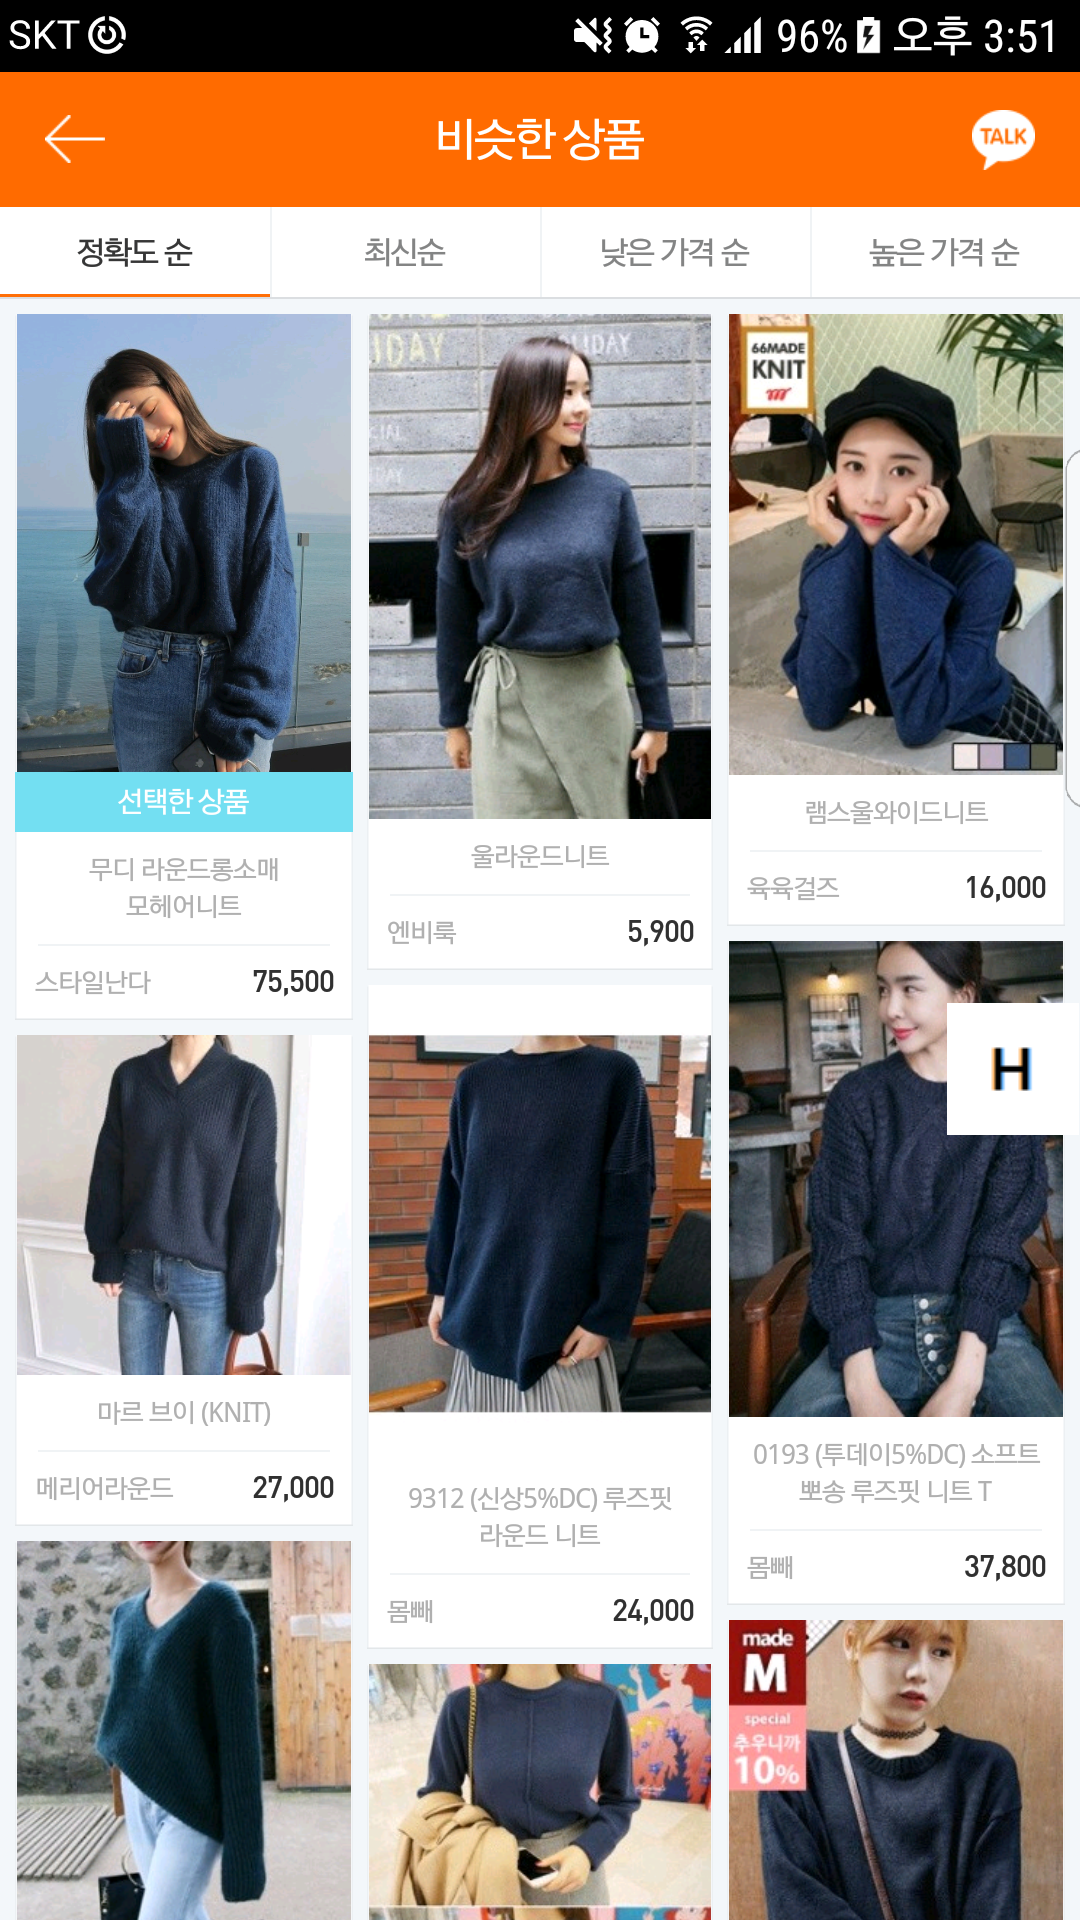 SKT
96% 오후 3:51
비슷한 상품
TALK
정확도 순
최신순
낮은 가격 순
높은 가격 순
선택한 상품
무디 라운드롱소매
모헤어니트
스타일난다
75,500
IDAY
LIDAY
울라운드니트
엔비룩
5,900
66MADE
KNIT
램스울와이드니트
육육걸즈
16,000
마르 브이 (KNIT)
메리어라운드
27,000
9312 (신상5%DC) 루즈핏
라운드 니트
몸빼
24,000
H
0193 (투데이5%DC) 소프트
뽀송 루즈핏 니트 T
몸빼
37,800
made
M
special
추우니까
10%